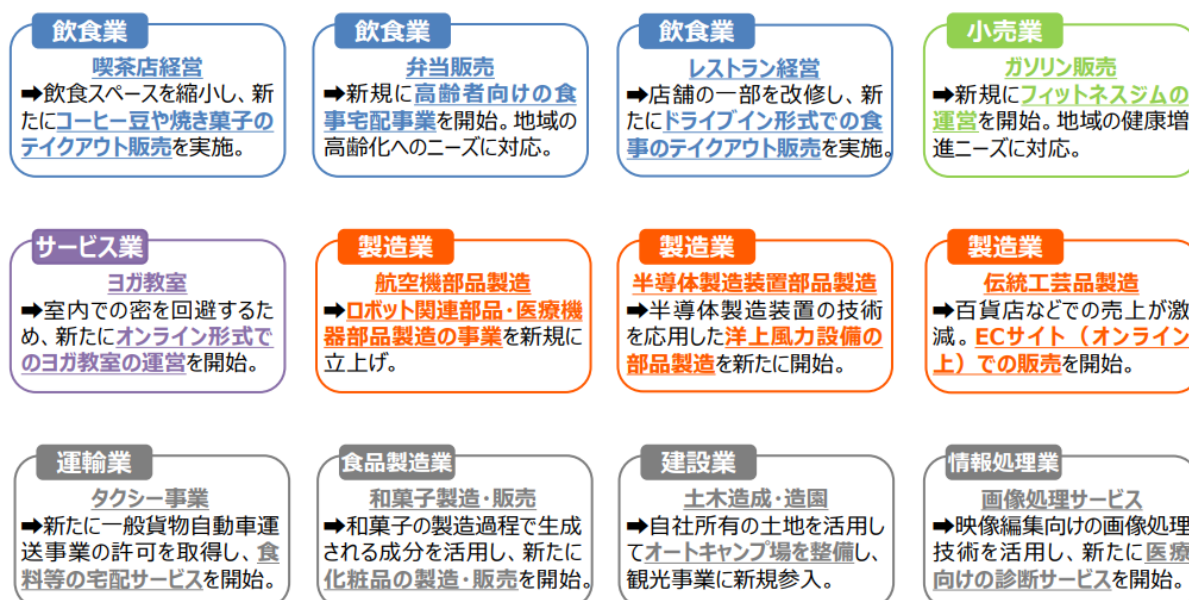 飲食業
喫茶店経営
➡飲食スペースを縮小し、新
たにコーヒー豆や焼き菓子の
テイクアウト販売を実施。
飲食業
弁当販売
➡新規に高齢者向けの食
事宅配事業を開始。地域の
高齢化へのニーズに対応。
飲食業
レストラン経営
➡店舗の一部を改修し、新
たにドライブイン形式での食
事のテイクアウト販売を実施。
小売業
ガソリン販売
➡新規にフィットネスジムの
運営を開始。地域の健康増
進ニーズに対応。
サービス業
ヨガ教室
➡室内での密を回避するた
め、新たにオンライン形式で
のヨガ教室の運営を開始。
製造業
航空機部品製造
➡ロボット関連部品・医療機
器部品製造の事業を新規に
立上げ。
製造業
半導体製造装置部品製造
➡半導体製造装置の技術
を応用した洋上風力設備の
部品製造を新たに開始。
製造業
伝統工芸品製造
➡百貨店などでの売上が激
減。ECサイト（オンライン
上）での販売を開始。
運輸業
タクシー事業
➡新たに一般貨物自動車運
送事業の許可を取得し、食
料等の宅配サービスを開始。
食品製造業
和菓子製造・販売
➡和菓子の製造過程で生成
される成分を活用し、新たに
化粧品の製造・販売を開始。
建設業
土木造成・造園
➡自社所有の土地を活用し
てオートキャンプ場を整備し、
観光事業に新規参入。
情報処理業
画像処理サービス
➡映像編集向けの画像処理
技術を活用し、新たに医療
向けの診断サービスを開始。